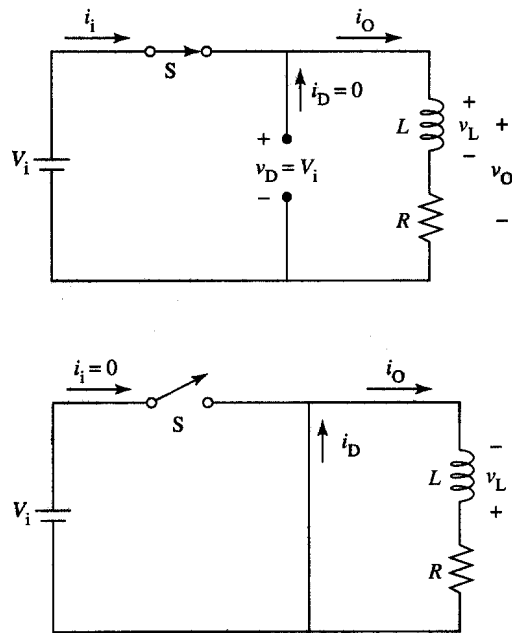 i_i
i_O
S
i_D = 0
+
V_i
v_D = V_i
−
L
+
v_L
−
+
v_O
−
R
i_i = 0
i_O
S
i_D
V_i
L
−
v_L
+
R